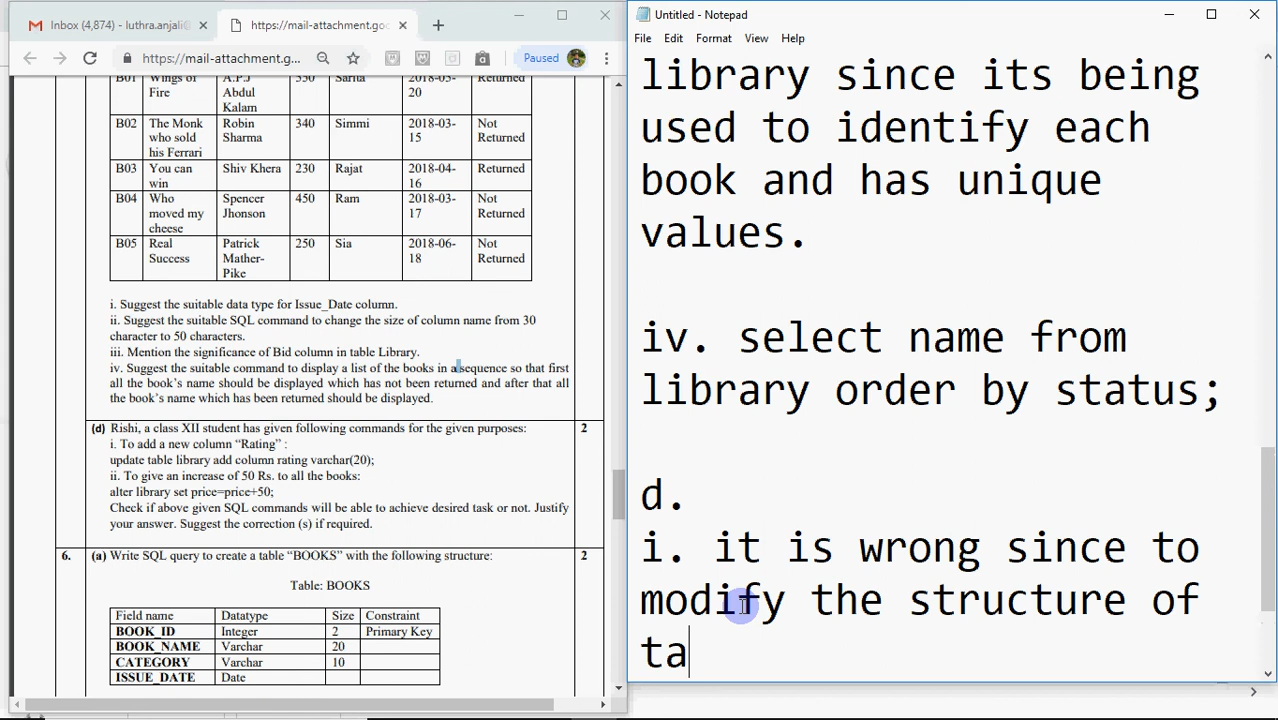 Inbox (4,874) - luthra.anjali@
https://mail-attachment.goo
https://mail-attachment.g...
Paused
B01 Wings of Fire A.P.J Abdul Kalam 350 2018-05-20 Returned
B02 The Monk who sold his Ferrari Robin Sharma 340 Simmi 2018-03-15 Not Returned
B03 You can win Shiv Khera 230 Rajat 2018-04-16 Returned
B04 Who moved my cheese Spencer Jhonson 450 Ram 2018-03-17 Not Returned
B05 Real Success Patrick Mather-Pike 250 Sia 2018-06-18 Not Returned
i. Suggest the suitable data type for Issue_Date column.
ii. Suggest the suitable SQL command to change the size of column name from 30
character to 50 characters.
iii. Mention the significance of Bid column in table Library.
iv. Suggest the suitable command to display a list of the books in a sequence so that first
all the book's name should be displayed which has not been returned and after that all
the book's name which has been returned should be displayed.
(d) Rishi, a class XII student has given following commands for the given purposes: 2
i. To add a new column "Rating" :
update table library add column rating varchar(20);
ii. To give an increase of 50 Rs. to all the books:
alter library set price=price+50;
Check if above given SQL commands will be able to achieve desired task or not. Justify
your answer. Suggest the correction (s) if required.
6. (a) Write SQL query to create a table "BOOKS" with the following structure: 2
Table: BOOKS
Field name Datatype Size Constraint
BOOK_ID Integer 2 Primary Key
BOOK_NAME Varchar 20
CATEGORY Varchar 10
ISSUE_DATE Date
Untitled - Notepad
File Edit Format View Help
library since its being
used to identify each
book and has unique
values.
iv. select name from
library order by status;
d.
i. it is wrong since to
modify the structure of
ta